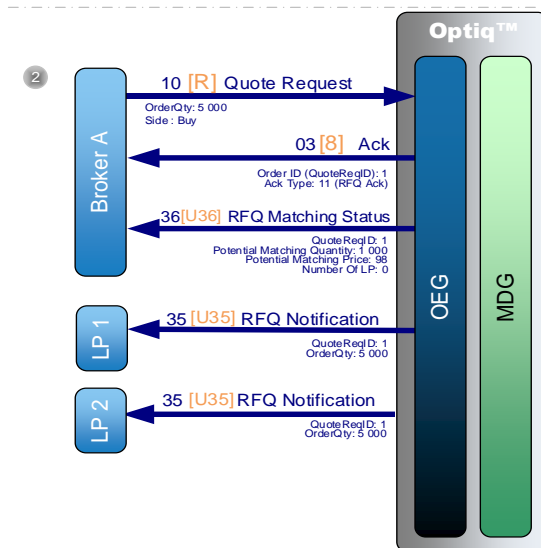 Optiq™
2
10 [R] Quote Request
OrderQty: 5 000
Side : Buy
Broker A
03 [8] Ack
Order ID (QuoteReqID): 1
Ack Type: 11 (RFQ Ack)
36 [U36] RFQ Matching Status
QuoteReqID: 1
Potential Matching Quantity: 1 000
Potential Matching Price: 98
Number Of LP: 0
OEG
MDG
LP 1
35 [U35] RFQ Notification
QuoteReqID: 1
OrderQty: 5 000
LP 2
35 [U35] RFQ Notification
QuoteReqID: 1
OrderQty: 5 000